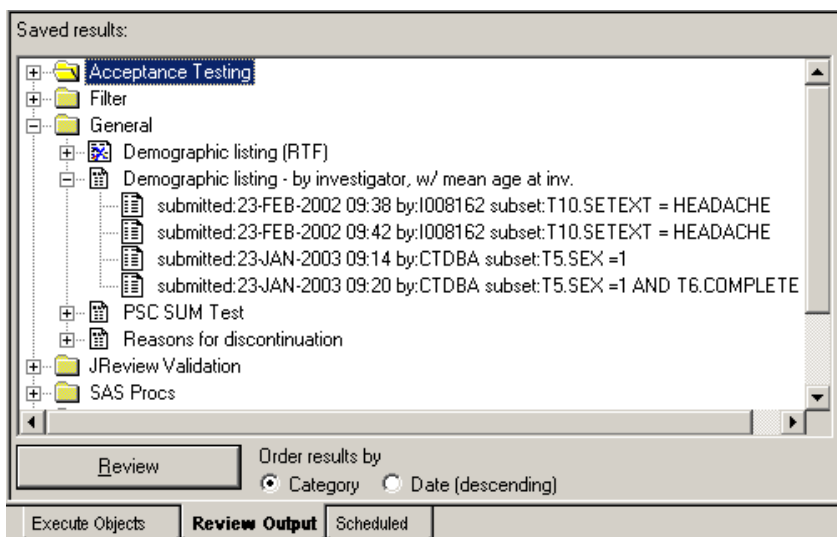 Saved results:
Acceptance Testing
Filter
General
Demographic listing (RTF)
Demographic listing - by investigator, w/ mean age at inv.
submitted:23-FEB-2002 09:38 by:I008162 subset:T10.SETEXT = HEADACHE
submitted:23-FEB-2002 09:42 by:I008162 subset:T10.SETEXT = HEADACHE
submitted:23-JAN-2003 09:14 by:CTDBA subset:T5.SEX =1
submitted:23-JAN-2003 09:20 by:CTDBA subset:T5.SEX =1 AND T6.COMPLETE
PSC SUM Test
Reasons for discontinuation
JReview Validation
SAS Procs
Review
Order results by
Category Date (descending)
Execute Objects Review Output Scheduled